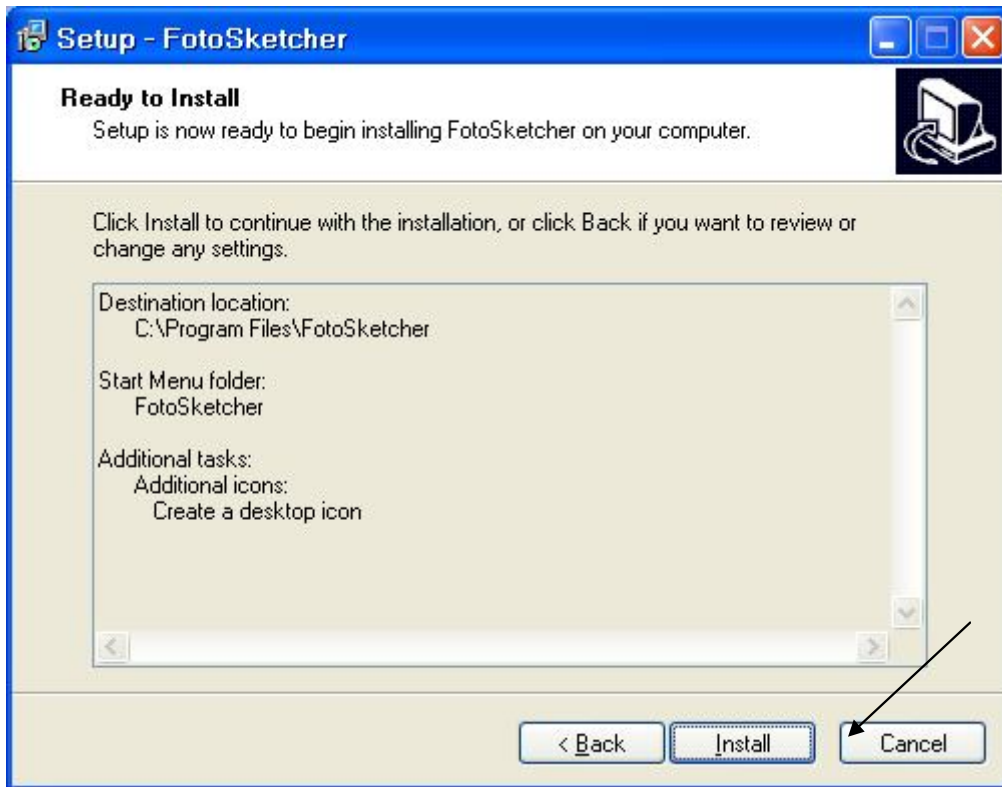 Setup - FotoSketcher
Ready to Install
Setup is now ready to begin installing FotoSketcher on your computer.
Click Install to continue with the installation, or click Back if you want to review or
change any settings.
Destination location:
C:\Program Files\FotoSketcher
Start Menu folder:
FotoSketcher
Additional tasks:
Additional icons:
Create a desktop icon
< Back Install Cancel